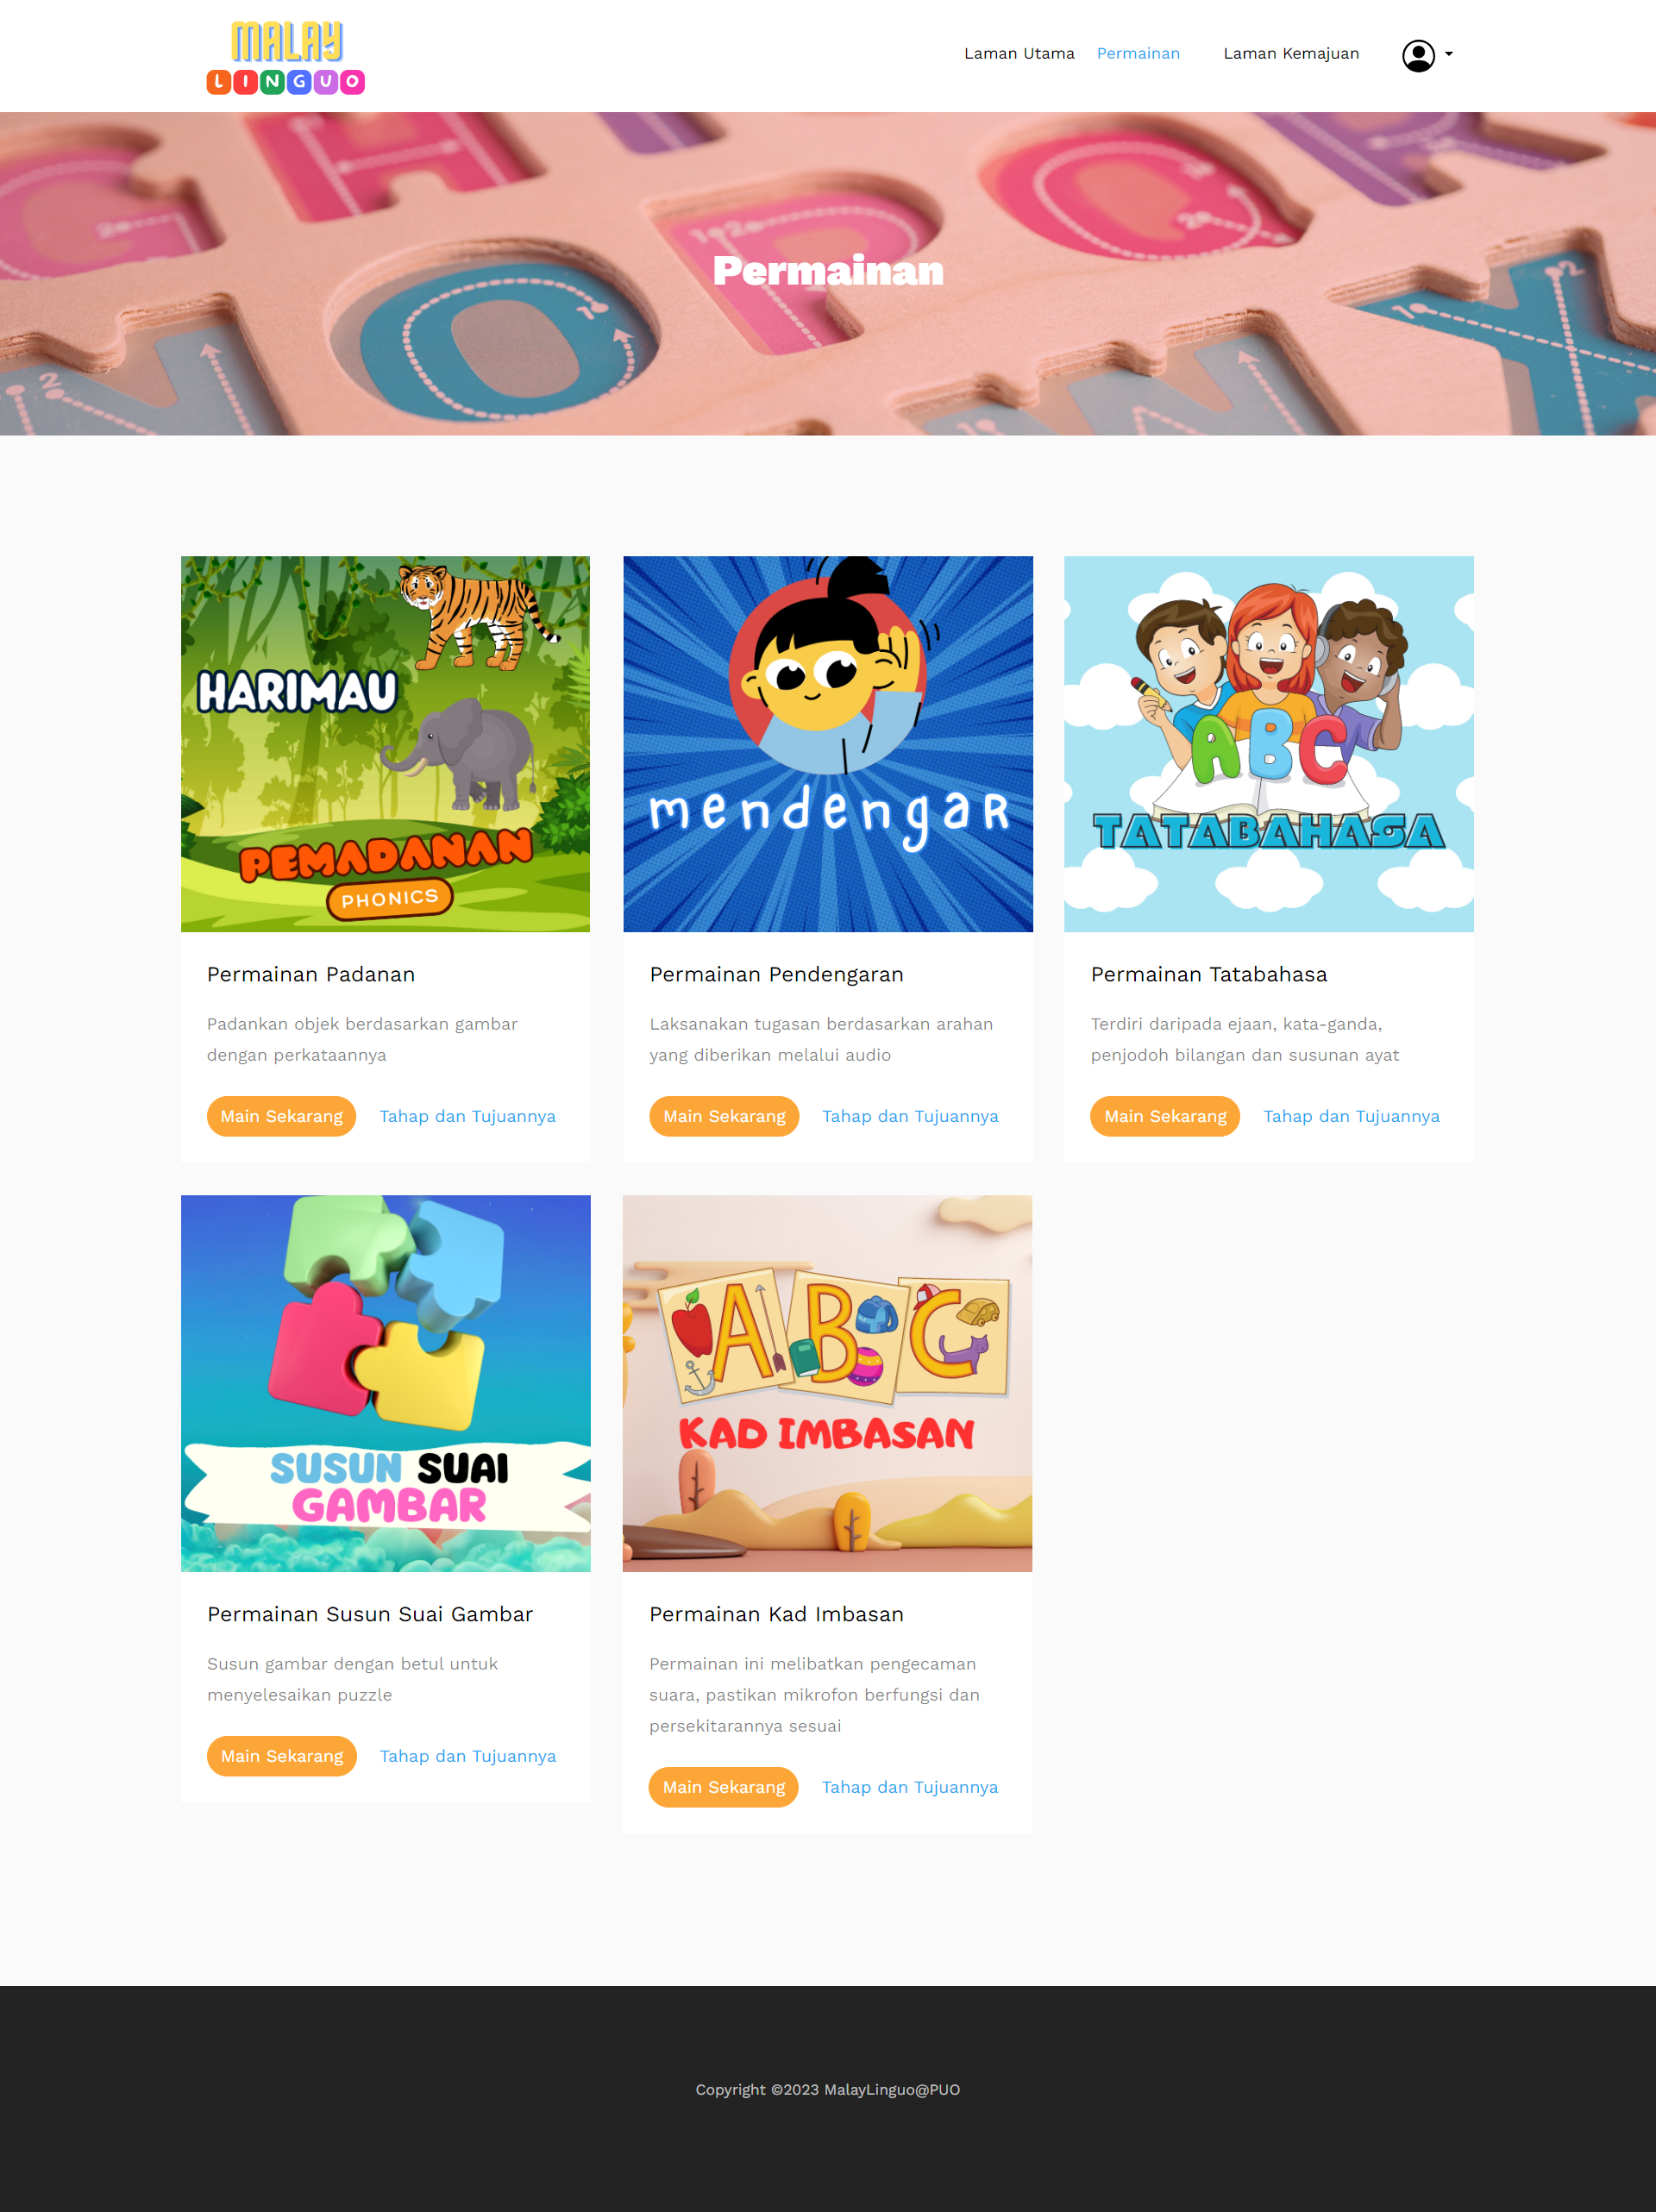 MALAY
LINGUO
Laman Utama
Permainan
Laman Kemajuan
Permainan
HARIMAU
PEMADANAN
PHONICS
mendengaR
ABC
TATABAHASA
Permainan Padanan
Padankan objek berdasarkan gambar
dengan perkataannya
Main Sekarang
Tahap dan Tujuannya
Permainan Pendengaran
Laksanakan tugasan berdasarkan arahan
yang diberikan melalui audio
Main Sekarang
Tahap dan Tujuannya
Permainan Tatabahasa
Terdiri daripada ejaan, kata-ganda,
penjodoh bilangan dan susunan ayat
Main Sekarang
Tahap dan Tujuannya
SUSUN SUAI
GAMBAR
ABC
KAD IMBASAN
Permainan Susun Suai Gambar
Susun gambar dengan betul untuk
menyelesaikan puzzle
Main Sekarang
Tahap dan Tujuannya
Permainan Kad Imbasan
Permainan ini melibatkan pengecaman
suara, pastikan mikrofon berfungsi dan
persekitarannya sesuai
Main Sekarang
Tahap dan Tujuannya
Copyright ©2023 MalayLinguo@PUO